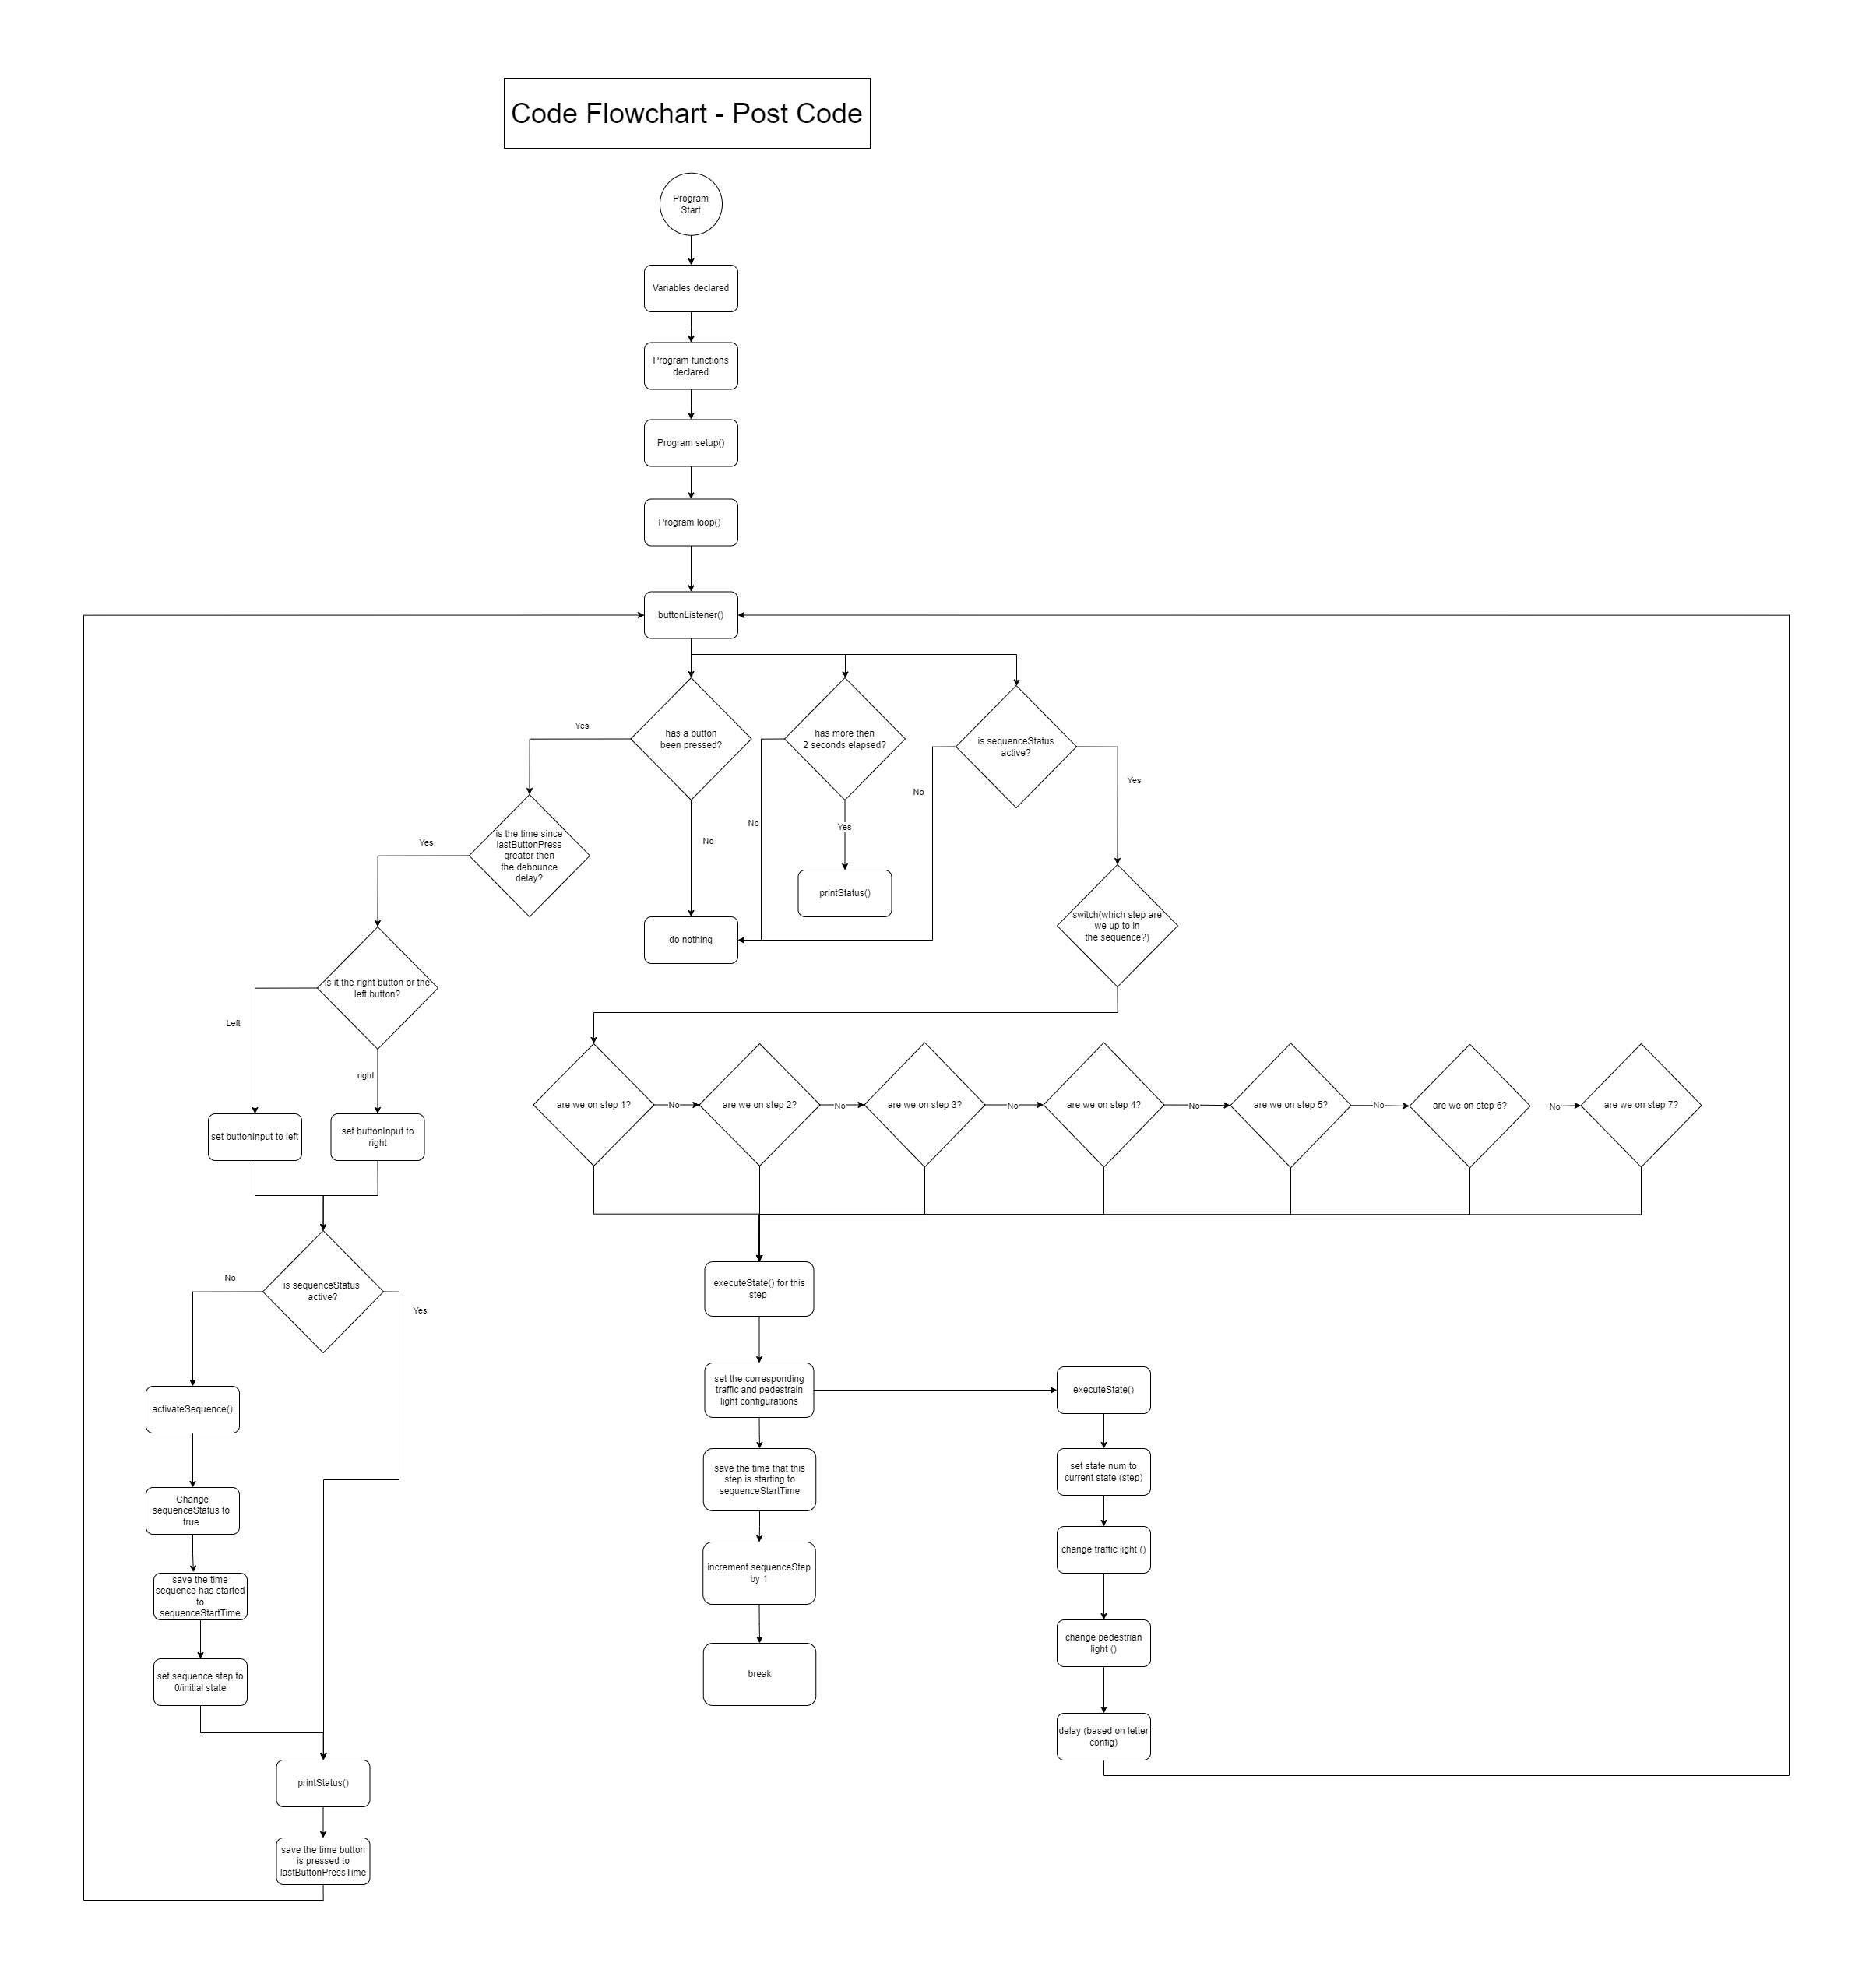 Code Flowchart - Post Code
Program
Start
Variables declared
Program functions
declared
Program setup()
Program loop()
buttonListener()
has a button
been pressed?
has more then
2 seconds elapsed?
is sequenceStatus
active?
Yes
Yes
No
No
Yes
No
is the time since
lastButtonPress
greater then
the debounce
delay?
Yes
printStatus()
do nothing
switch(which step are
we up to in
the sequence?)
is it the right button or the
left button?
Left
right
set buttonInput to left
set buttonInput to
right
are we on step 1?
No
are we on step 2?
No
are we on step 3?
No
are we on step 4?
No
are we on step 5?
No
are we on step 6?
No
are we on step 7?
is sequenceStatus
active?
No
Yes
activateSequence()
Change
sequenceStatus to
true
save the time
sequence has started
to
sequenceStartTime
set sequence step to
0/initial state
printStatus()
save the time button
is pressed to
lastButtonPressTime
executeState() for this
step
set the corresponding
traffic and pedestrain
light configurations
save the time that this
step is starting to
sequenceStartTime
increment sequenceStep
by 1
break
executeState()
set state num to
current state (step)
change traffic light ()
change pedestrian
light ()
delay (based on letter
config)